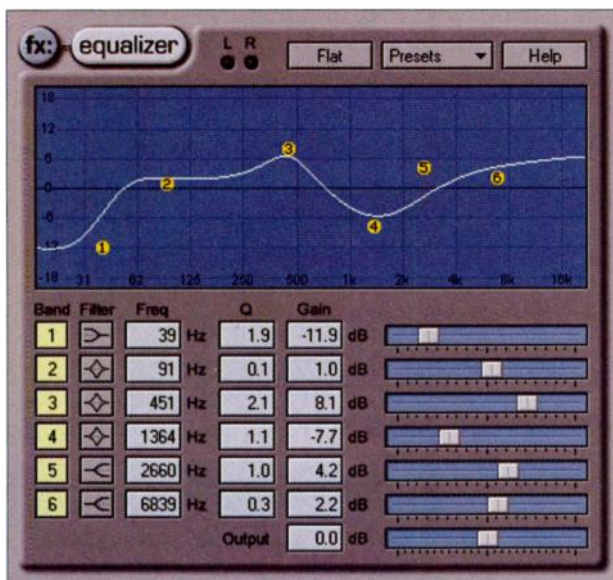 fx: equalizer L R Flat Presets Help
18
12
6
0
-6
-12
-18 31 62 125 250 500 1k 2k 4k 8k 16k
1 2 3 4 5 6
Band Filter Freq Q Gain
1 39 Hz 1.9 -11.9 dB
2 91 Hz 0.1 1.0 dB
3 451 Hz 2.1 8.1 dB
4 1364 Hz 1.1 -7.7 dB
5 2660 Hz 1.0 4.2 dB
6 6839 Hz 0.3 2.2 dB
Output 0.0 dB